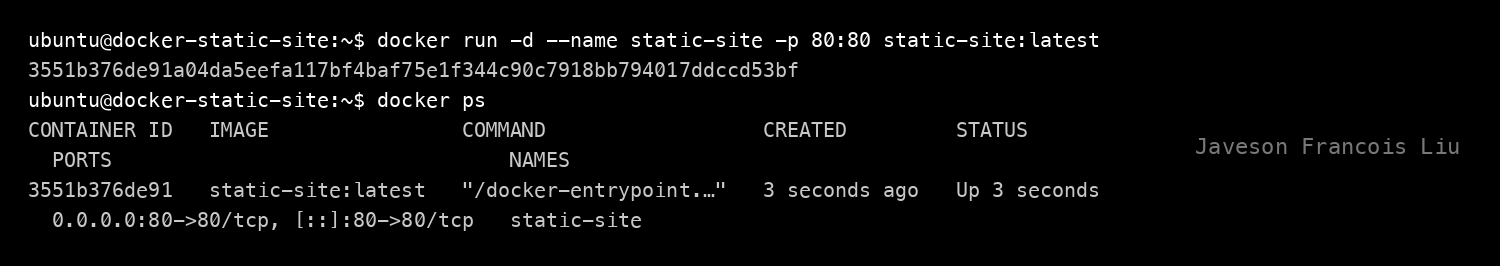 ubuntu@docker-static-site:~$ docker run -d --name static-site -p 80:80 static-site:latest
3551b376de91a04da5eefa117bf4baf75e1f344c90c7918bb794017ddccd53bf
ubuntu@docker-static-site:~$ docker ps
CONTAINER ID   IMAGE                COMMAND                  CREATED         STATUS
  PORTS                                 NAMES
3551b376de91   static-site:latest   "/docker-entrypoint.…"   3 seconds ago   Up 3 seconds
  0.0.0.0:80->80/tcp, [::]:80->80/tcp   static-site
Javeson Francois Liu